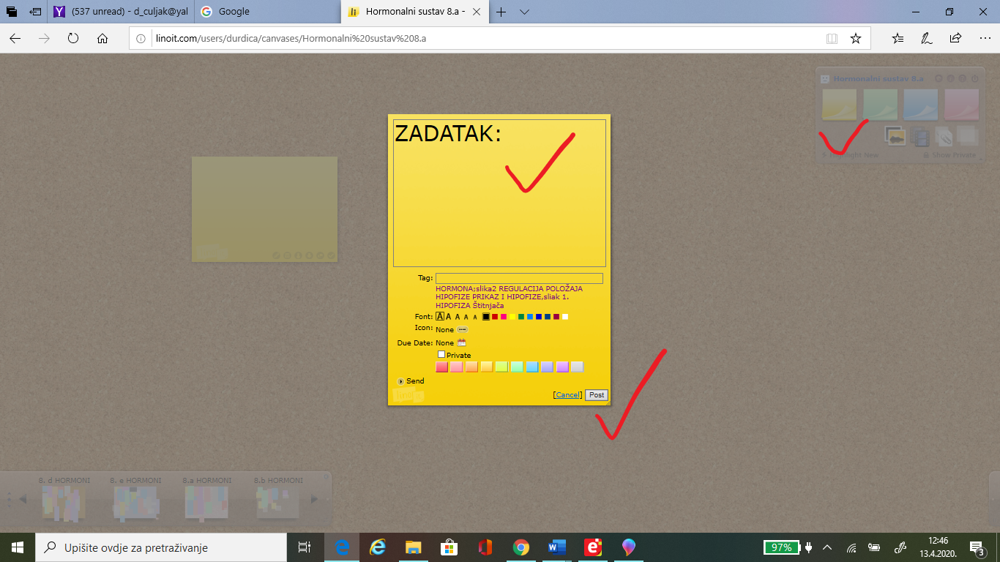 (537 unread) - d_culjak@yal
Google
Hormonalni sustav 8.a -
linoit.com/users/durdica/canvases/Hormonalni%20sustav%208.a
Hormonalni sustav 8.a
Highlight New
Show Private
ZADATAK:
Tag:
HORMONA;slika2 REGULACIJA POLOŽAJA
HIPOFIZE PRIKAZ I HIPOFIZE,sliak 1.
HIPOFIZA Štitnjača
Font: A A A A A
Icon: None
Due Date: None
Private
Send
lino
[Cancel] Post
8. d HORMONI
8. e HORMONI
8.a HORMONI
8.b HORMONI
Upišite ovdje za pretraživanje
97%
12:46
13.4.2020.
3